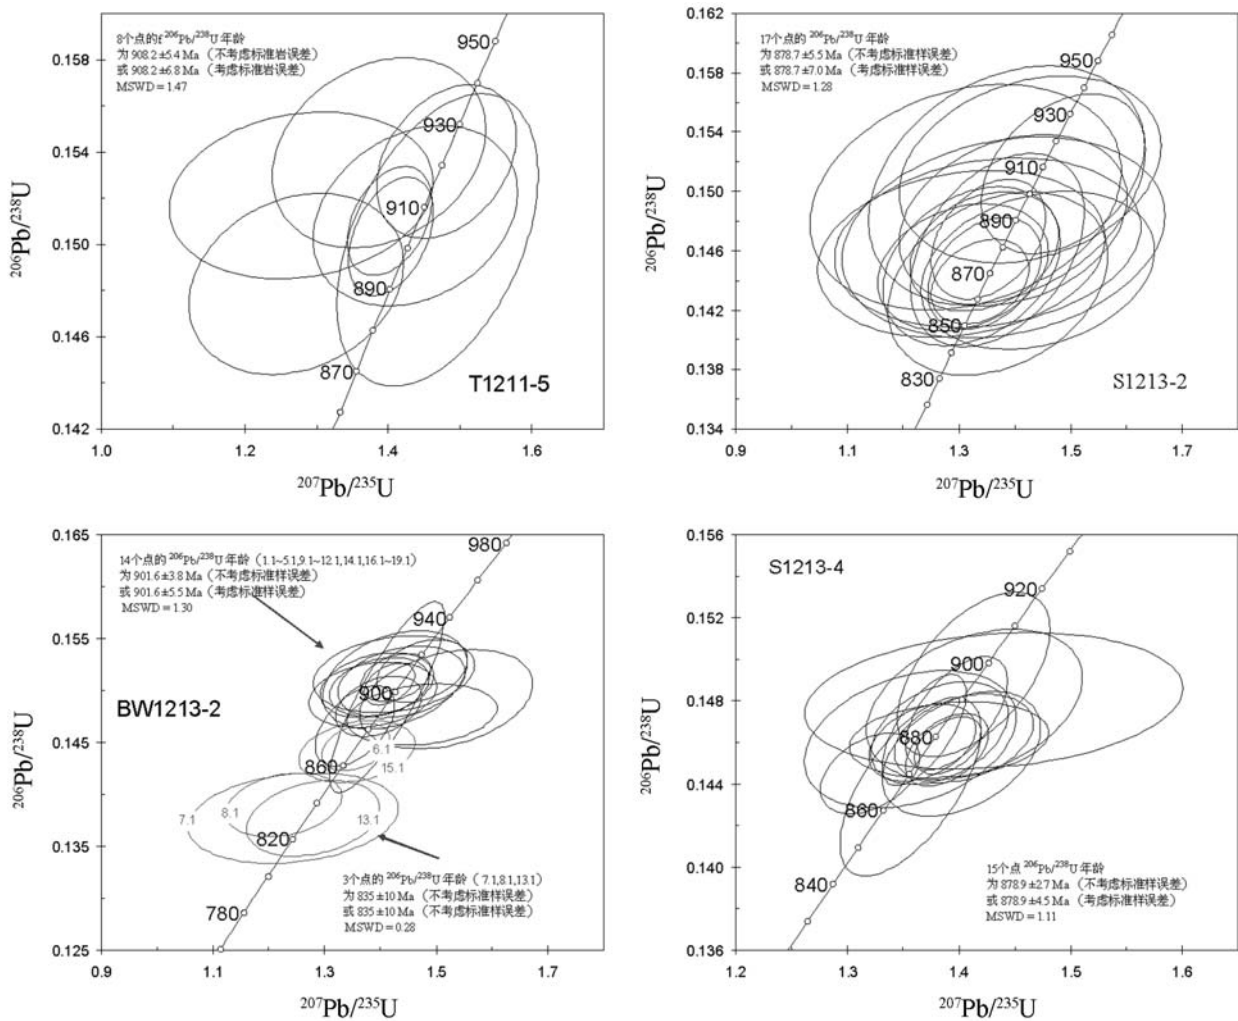 8个点的f ²⁰⁶Pb/²³⁸U 年龄
为 908.2 ±5.4 Ma （不考虑标准岩误差）
或 908.2 ±6.8 Ma （考虑标准岩误差）
MSWD = 1.47
950
930
910
890
870
T1211-5
0.158
0.154
0.150
0.146
0.142
1.0
1.2
1.4
1.6
²⁰⁶Pb/²³⁸U
²⁰⁷Pb/²³⁵U
17个点的 ²⁰⁶Pb/²³⁸U 年龄
为 878.7 ±5.5 Ma （不考虑标准样误差）
或 878.7 ±7.0 Ma （考虑标准样误差）
MSWD = 1.28
950
930
910
890
870
850
830
S1213-2
0.162
0.158
0.154
0.150
0.146
0.142
0.138
0.134
0.9
1.1
1.3
1.5
1.7
²⁰⁶Pb/²³⁸U
²⁰⁷Pb/²³⁵U
14个点的 ²⁰⁶Pb/²³⁸U 年龄（1.1~5.1,9.1~12.1,14.1,16.1~19.1）
为 901.6 ±3.8 Ma（不考虑标准样误差）
或 901.6 ±5.5 Ma（考虑标准样误差）
MSWD = 1.30
980
940
900
860
820
780
BW1213-2
6.1
15.1
7.1
8.1
13.1
3个点的 ²⁰⁶Pb/²³⁸U 年龄（ 7.1,8.1,13.1）
为 835 ±10 Ma （不考虑标准样误差）
或 835 ±10 Ma （不考虑标准样误差）
MSWD = 0.28
0.165
0.155
0.145
0.135
0.125
0.9
1.1
1.3
1.5
1.7
²⁰⁶Pb/²³⁸U
²⁰⁷Pb/²³⁵U
S1213-4
920
900
880
860
840
15个点 ²⁰⁶Pb/²³⁸U 年龄
为 878.9 ±2.7 Ma （不考虑标准样误差）
或 878.9 ±4.5 Ma （考虑标准样误差）
MSWD = 1.11
0.156
0.152
0.148
0.144
0.140
0.136
1.2
1.3
1.4
1.5
1.6
²⁰⁶Pb/²³⁸U
²⁰⁷Pb/²³⁵U